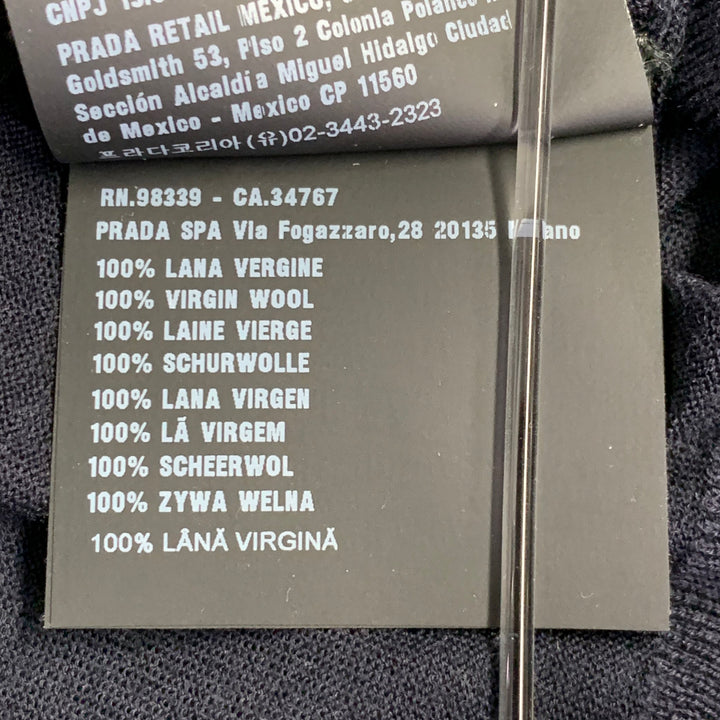 CNPJ
PRADA RETAIL MEXICO,
Goldsmith 53, Piso 2 Colonia Polanco
Sección Alcaldia Miguel Hidalgo Ciudad
de Mexico - Mexico CP 11560
프라다코리아(유)02-3443-2323
RN.98339 - CA.34767
PRADA SPA Via Fogazzaro,28 20135 Milano
100% LANA VERGINE
100% VIRGIN WOOL
100% LAINE VIERGE
100% SCHURWOLLE
100% LANA VIRGEN
100% LÃ VIRGEM
100% SCHEERWOL
100% ZYWA WELNA
100% LÂNĂ VIRGINĂ